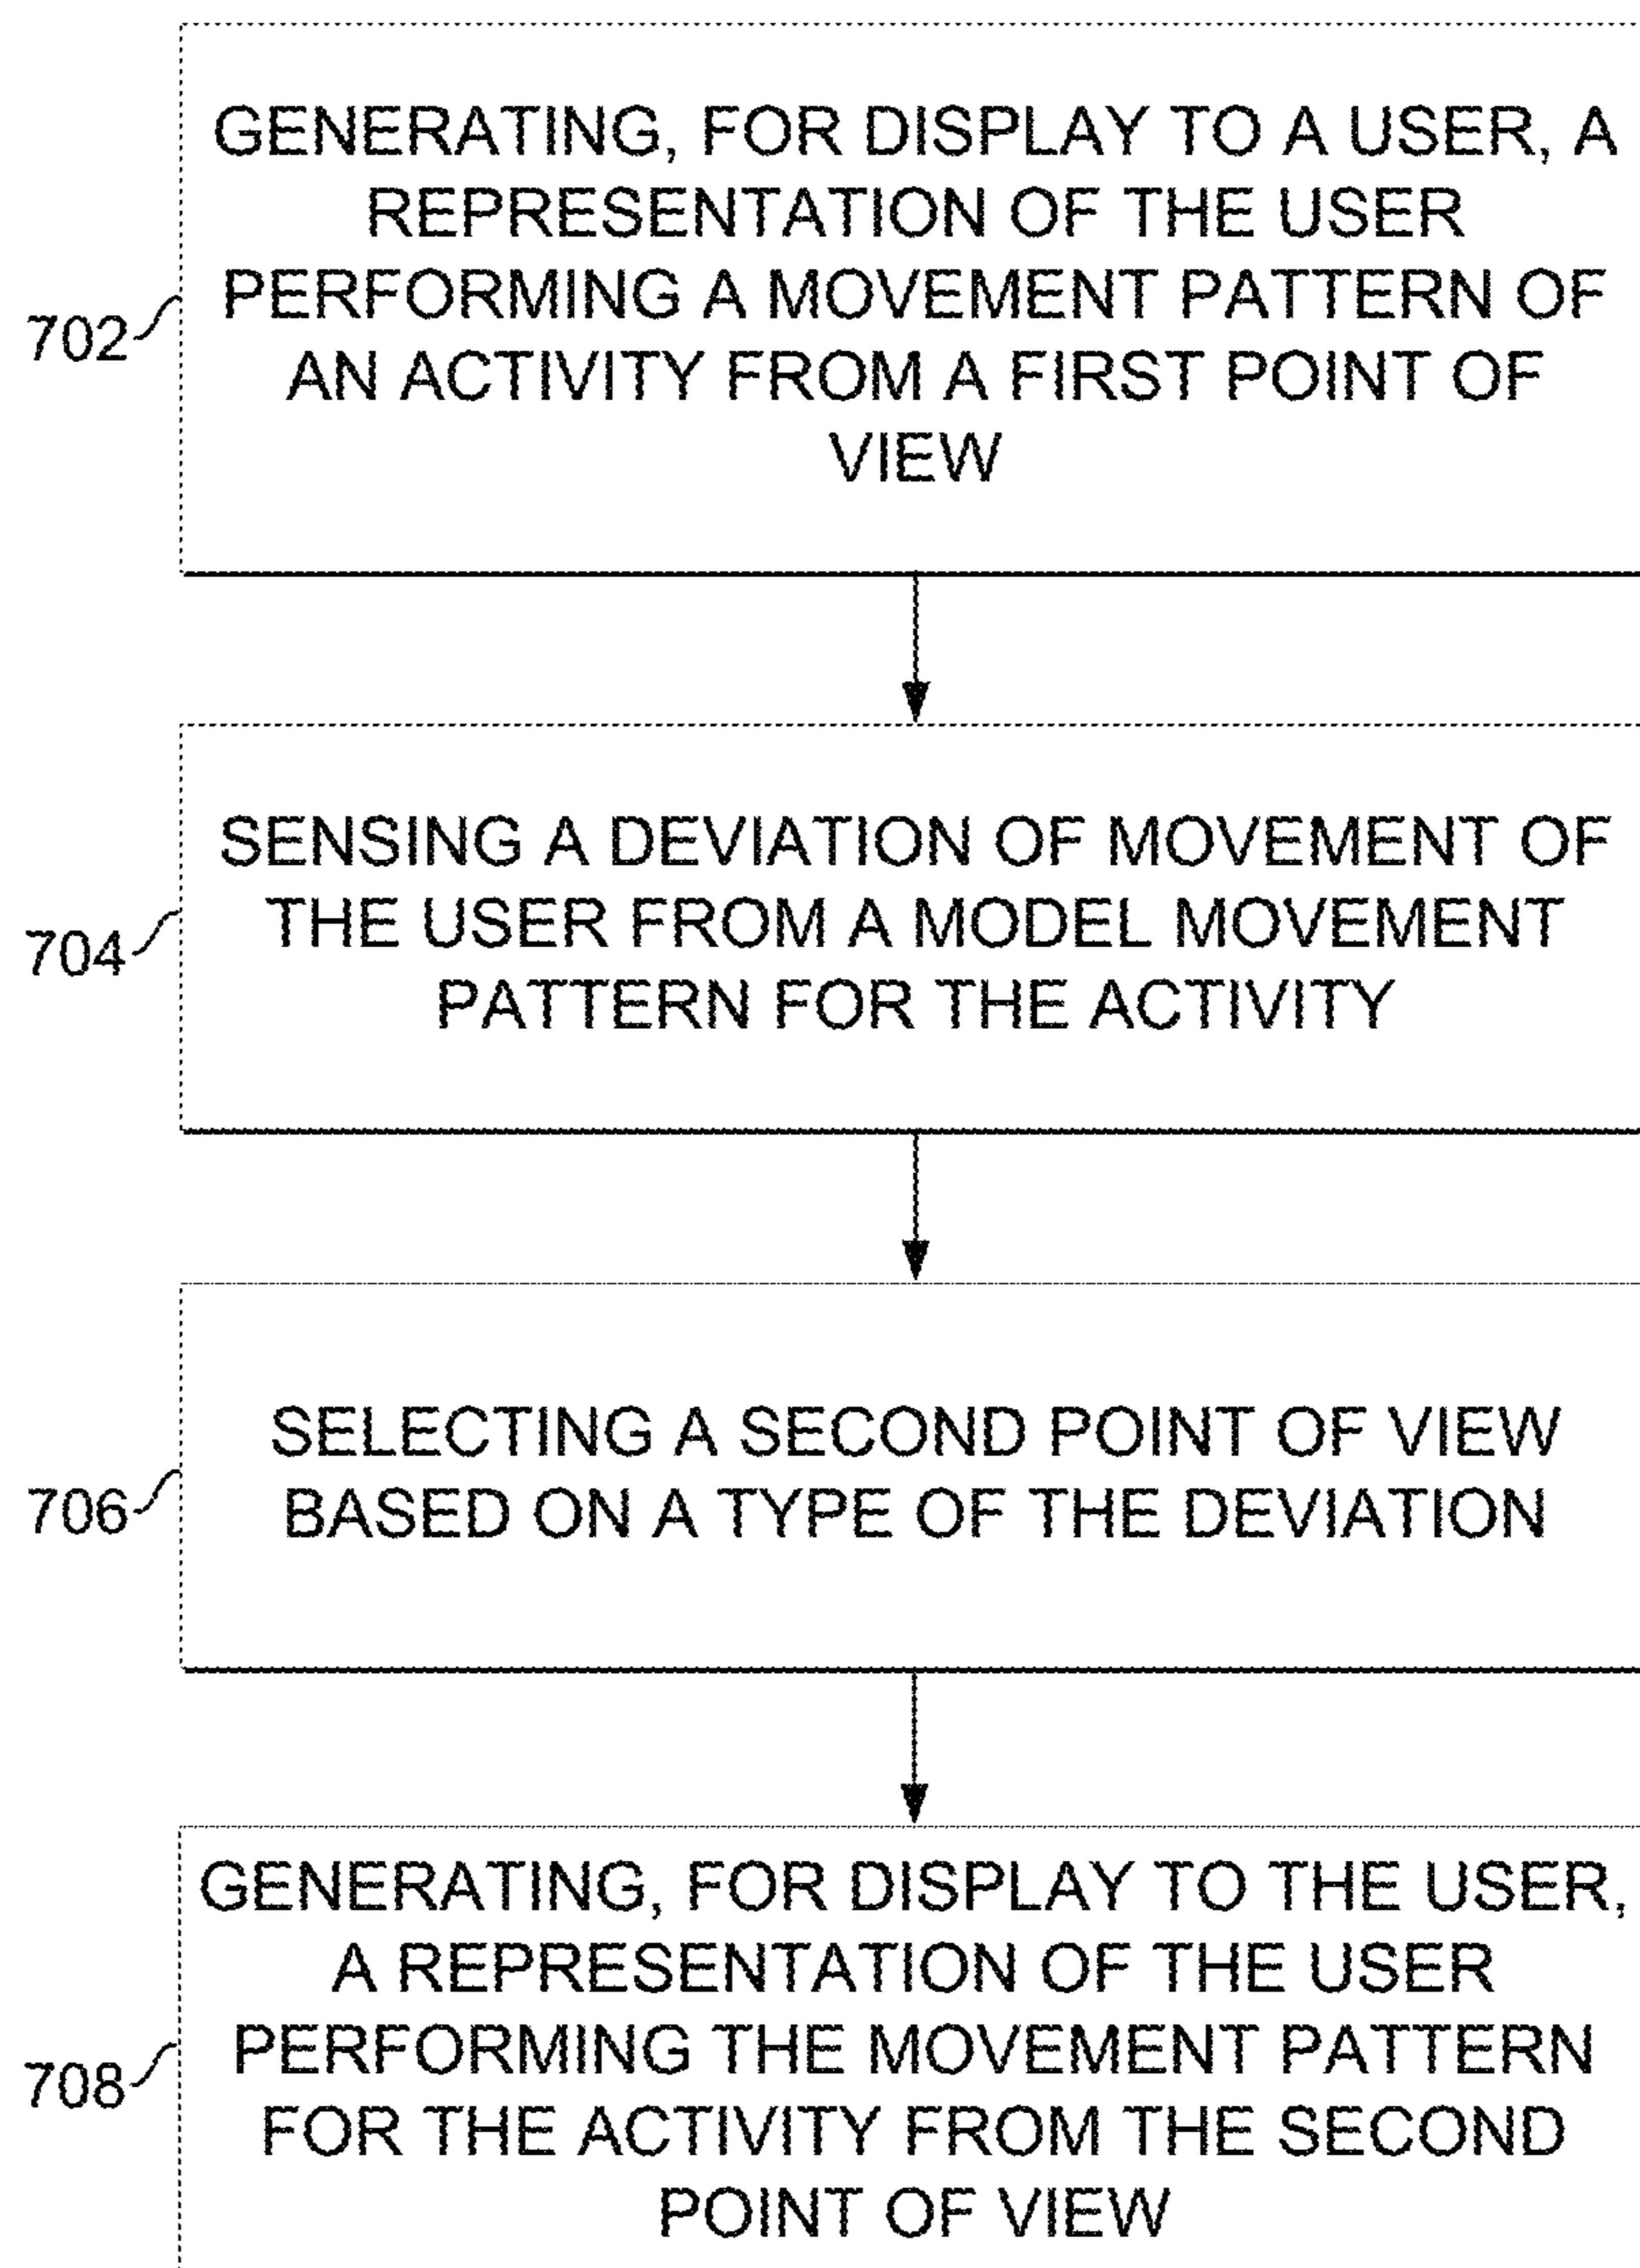 GENERATING, FOR DISPLAY TO A USER, A
REPRESENTATION OF THE USER
PERFORMING A MOVEMENT PATTERN OF
702
AN ACTIVITY FROM A FIRST POINT OF
VIEW
SENSING A DEVIATION OF MOVEMENT OF
THE USER FROM A MODEL MOVEMENT
704
PATTERN FOR THE ACTIVITY
SELECTING A SECOND POINT OF VIEW
706
BASED ON A TYPE OF THE DEVIATION
GENERATING, FOR DISPLAY TO THE USER,
A REPRESENTATION OF THE USER
PERFORMING THE MOVEMENT PATTERN
708
FOR THE ACTIVITY FROM THE SECOND
POINT OF VIEW